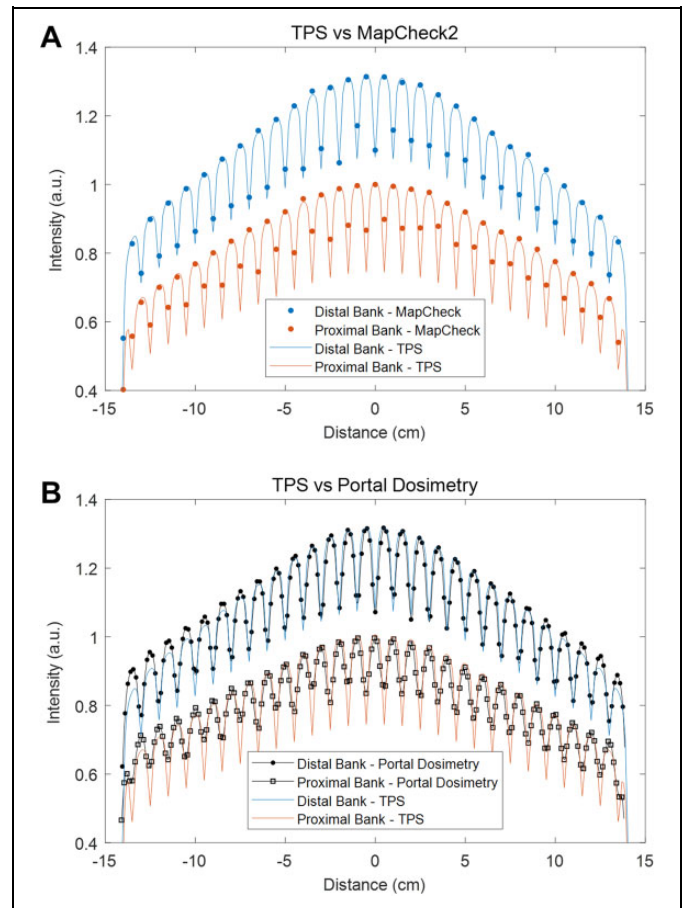 A
TPS vs MapCheck2
1.4
1.2
1
0.8
0.6
0.4
Intensity (a.u.)
Distal Bank - MapCheck
Proximal Bank - MapCheck
Distal Bank - TPS
Proximal Bank - TPS
-15 -10 -5 0 5 10 15
Distance (cm)
B
TPS vs Portal Dosimetry
1.4
1.2
1
0.8
0.6
0.4
Intensity (a.u.)
Distal Bank - Portal Dosimetry
Proximal Bank - Portal Dosimetry
Distal Bank - TPS
Proximal Bank - TPS
-15 -10 -5 0 5 10 15
Distance (cm)